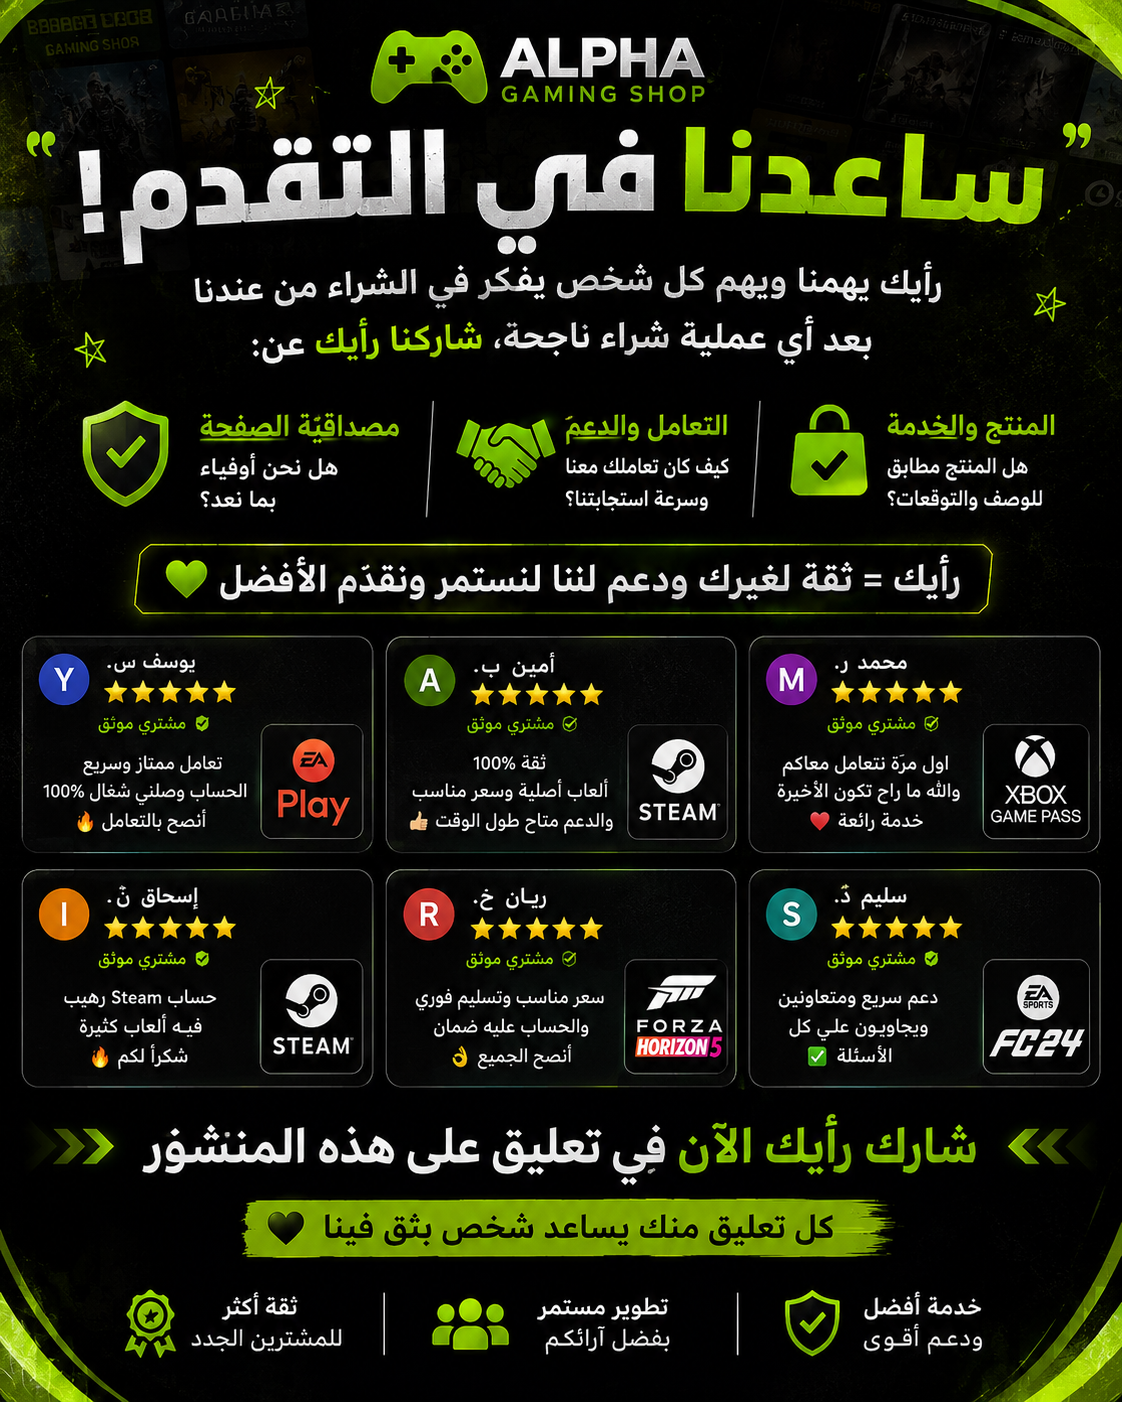 ALPHA
GAMING SHOP
"ساعدنا في التقدم!"
رأيك يهمنا ويهم كل شخص يفكر في الشراء من عندنا
بعد أي عملية شراء ناجحة، شاركنا رأيك عن:
المنتج والخدمة
هل المنتج مطابق
للوصف والتوقعات؟
التعامل والدعمَ
كيف كان تعاملك معنا
وسرعة استجابتنا؟
مصداقيّة الصفحة
هل نحن أوفياء
بما نعد؟
رأيك = ثقة لغيرك ودعم لننا لنستمر ونقدّم الأفضل 💚
M
محمد ر.
مشتري موثق
اول مرّة نتعامل معاكم
والله ما راح تكون الأخيرة
خدمة رائعة ❤️
XBOX
GAME PASS
A
أمين ب.
مشتري موثق
ثقة 100%
ألعاب أصلية وسعر مناسب
والدعم متاح طول الوقت 👍
STEAM
Y
يوسف س.
مشتري موثق
تعامل ممتاز وسريع
الحساب وصلني شغال 100%
أنصح بالتعامل 🔥
EA
Play
S
سليم دَ.
مشتري موثق
دعم سريع ومتعاونين
ويجاوبون علي كل
الأسئلة ✅
EA
SPORTS
FC24
R
ريان خ.
مشتري موثق
سعر مناسب وتسليم فوري
والحساب عليه ضمان
أنصح الجميع 👌
FORZA
HORIZON 5
I
إسحاق نَ.
مشتري موثق
حساب Steam رهيب
فيه ألعاب كثيرة
شكراً لكم 🔥
STEAM
شارك رأيك الآن في تعليق على هذه المنشور
كل تعليق منك يساعد شخص بثق فينا 🖤
خدمة أفضل
ودعم أقوى
تطوير مستمر
بفضل آرائكم
ثقة أكثر
للمشترين الجدد